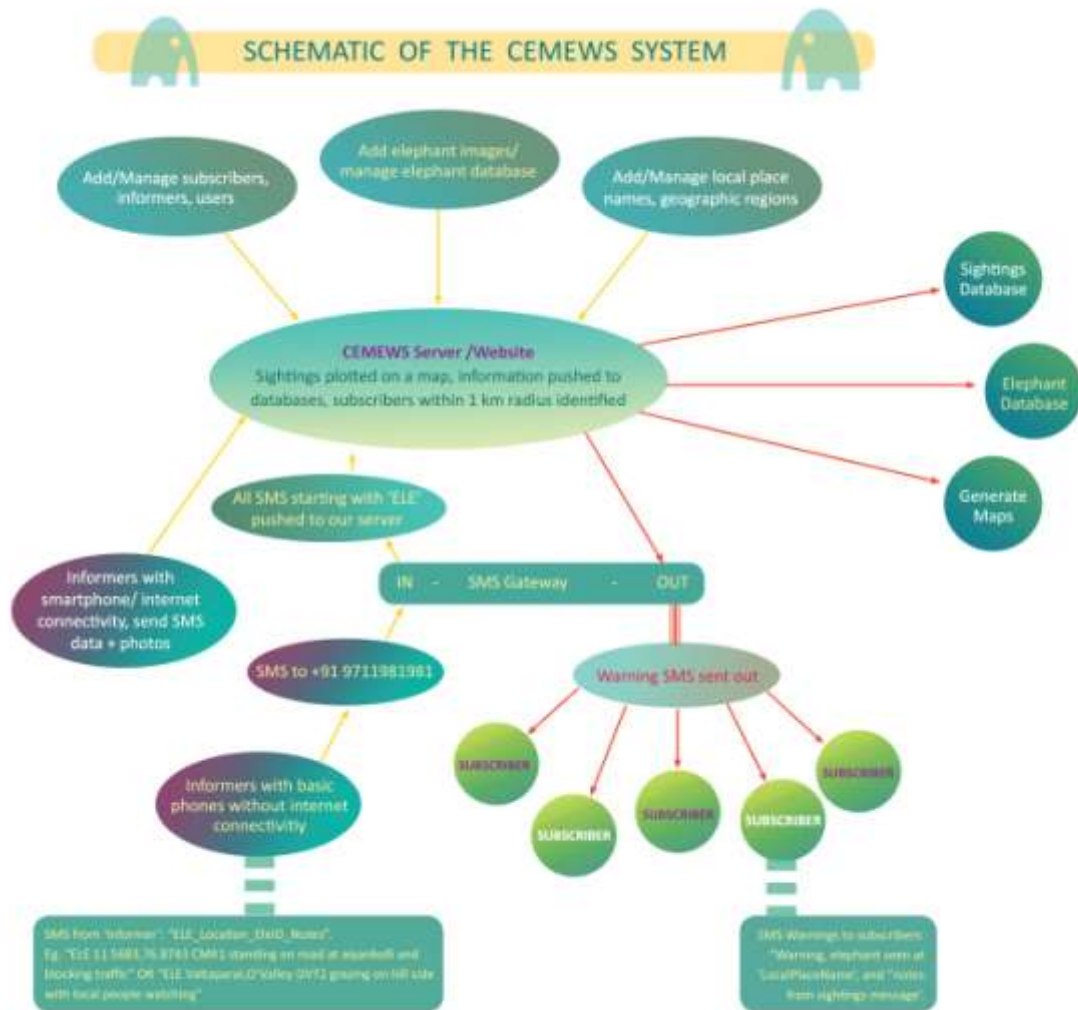 SCHEMATIC OF THE CEMEWS SYSTEM
Add/Manage subscribers,
informers, users
Add elephant images/
manage elephant database
Add/Manage local place
names, geographic regions
Sightings
Database
CEMEWS Server /Website
Sightings plotted on a map, information pushed to
databases, subscribers within 1 km radius identified
Elephant
Database
Generate
Maps
All SMS starting with "ELE"
pushed to our server
Informers with
smartphone/ internet
connectivity, send SMS
data + photos
IN - SMS Gateway - OUT
SMS to +91 9711981981
Warning SMS sent out
SUBSCRIBER
SUBSCRIBER
SUBSCRIBER
SUBSCRIBER
SUBSCRIBER
Informers with basic
phones without internet
connectivitiy
SMS from 'Informer': "ELE_Location_EleID_Notes".
Eg. "ELE 11.5683,76.8743 CMK1 standing on road at and
blocking traffic" OR "ELE Vattaparai,O'Valley OVT2 grazing on hill side
with local people watching"
SMS Warnings to subscribers
"Warning, elephant seen at
'LocalPlaceName', and "notes
from sightings message'.